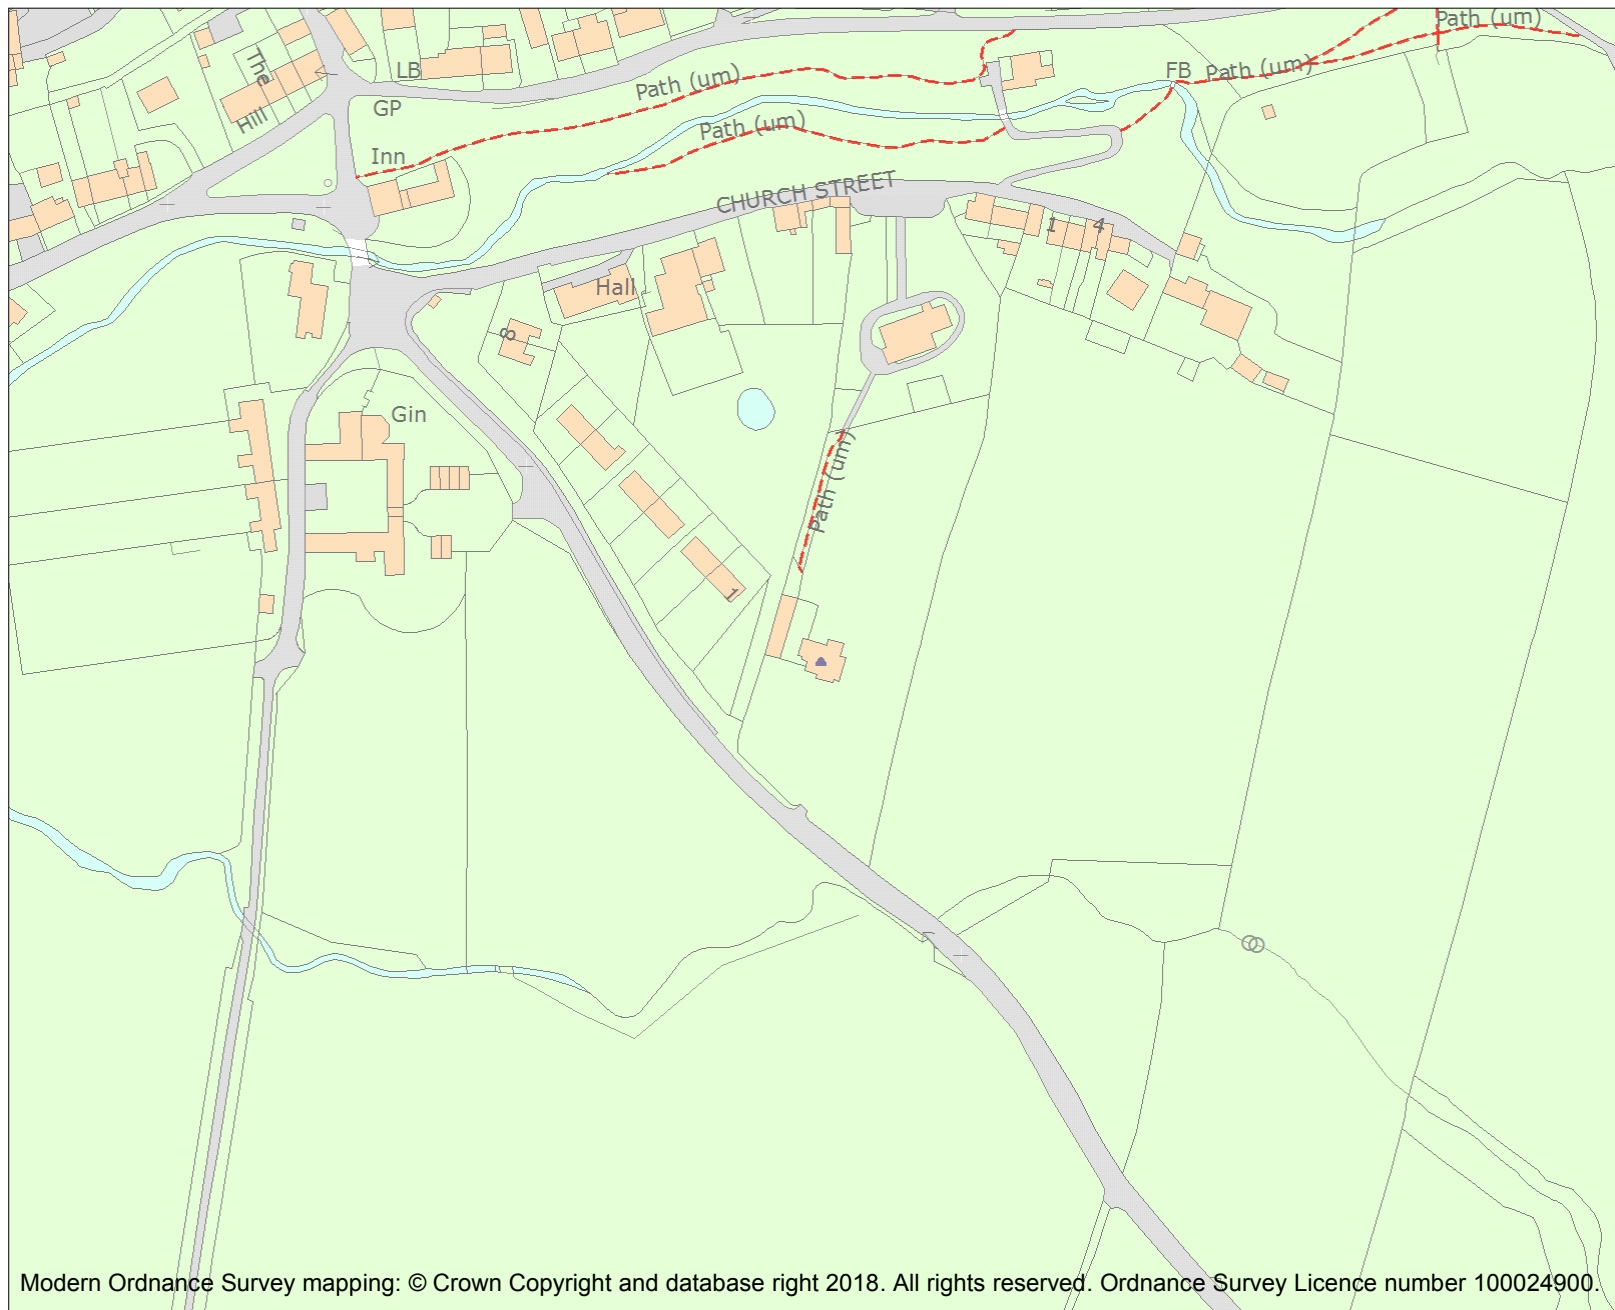 Path (um)
The
LB
Path (um)
FB
Path (um)
GP
Hill
Path (um)
Inn
CHURCH STREET
1
4
Hall
8
Gin
Path (um)
1
Modern Ordnance Survey mapping: © Crown Copyright and database right 2018. All rights reserved. Ordnance Survey Licence number 100024900.